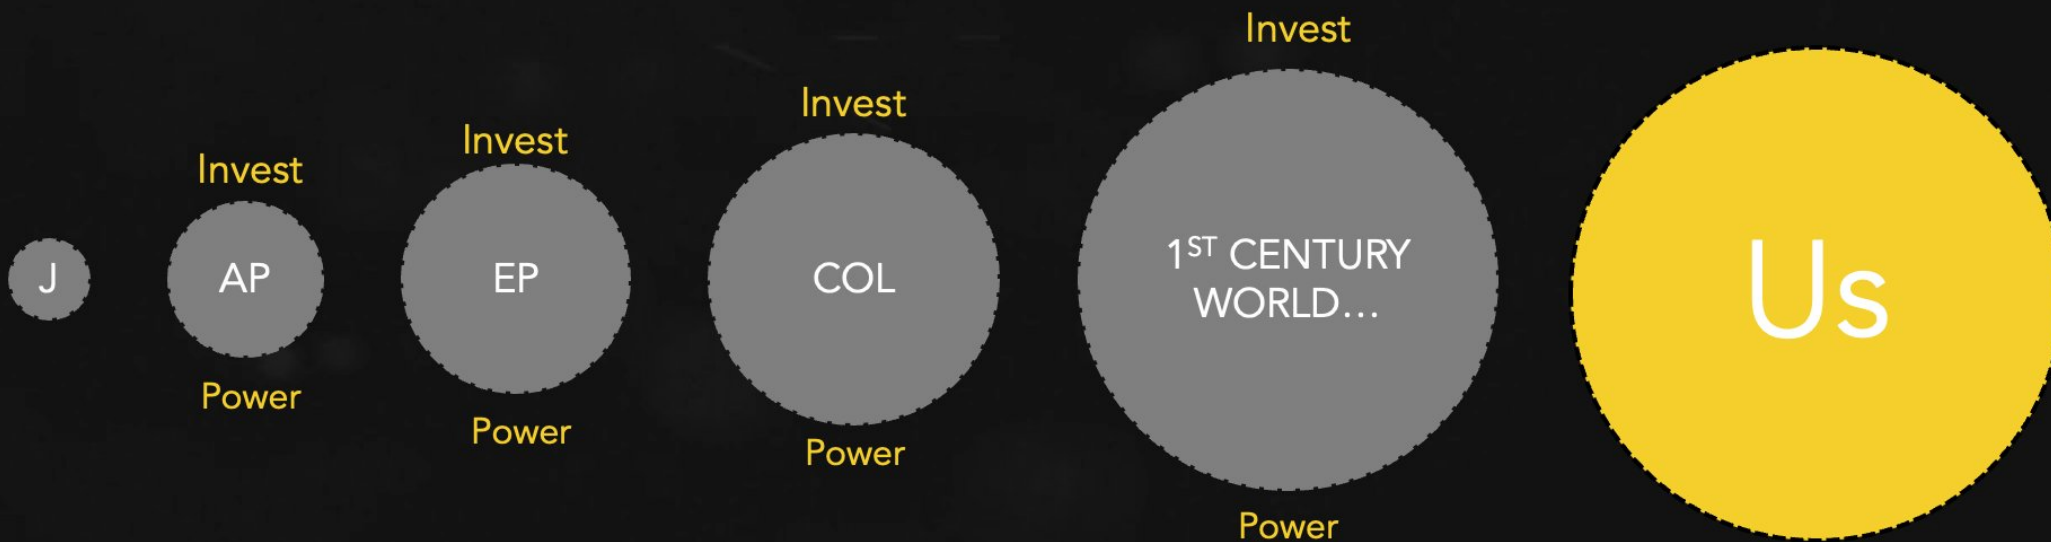 J
Invest
AP
Power
Invest
EP
Power
Invest
COL
Power
Invest
1ST CENTURY
WORLD…
Power
Us